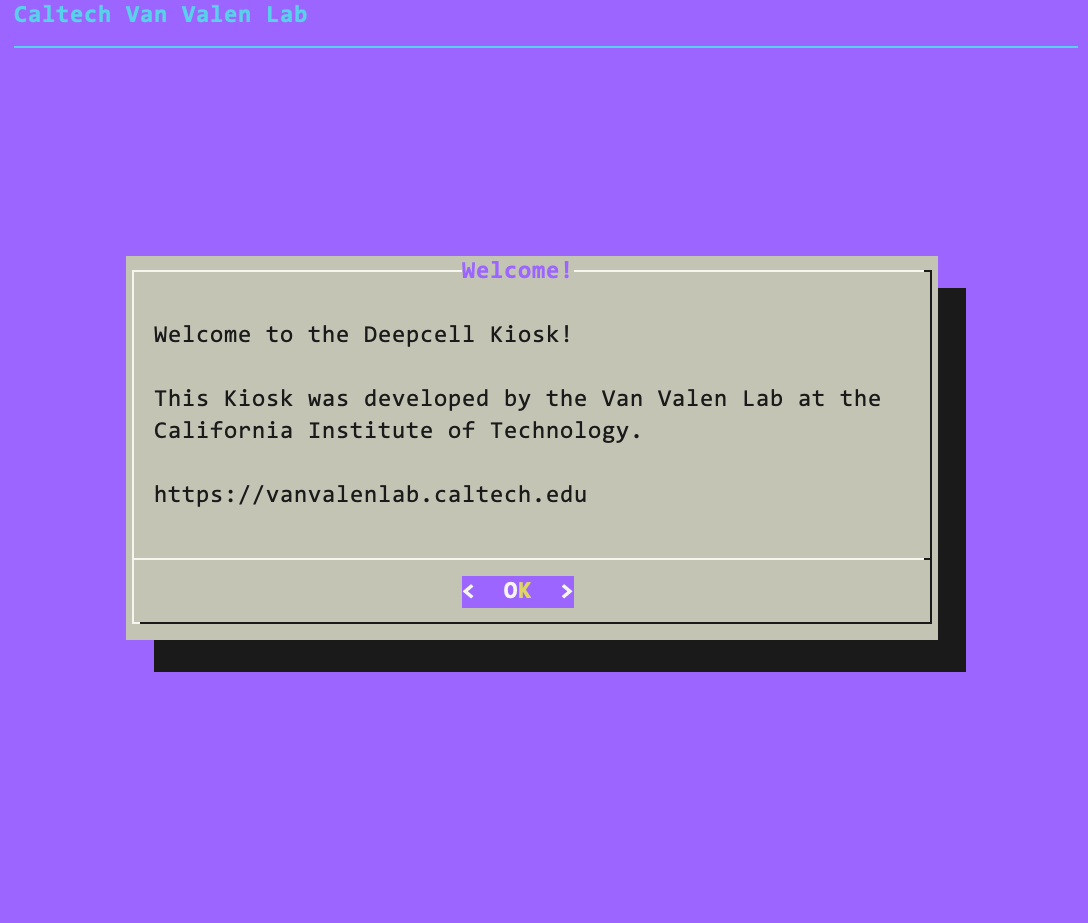 Caltech Van Valen Lab
Welcome!
Welcome to the Deepcell Kiosk!
This Kiosk was developed by the Van Valen Lab at the
California Institute of Technology.
https://vanvalenlab.caltech.edu
<  OK  >